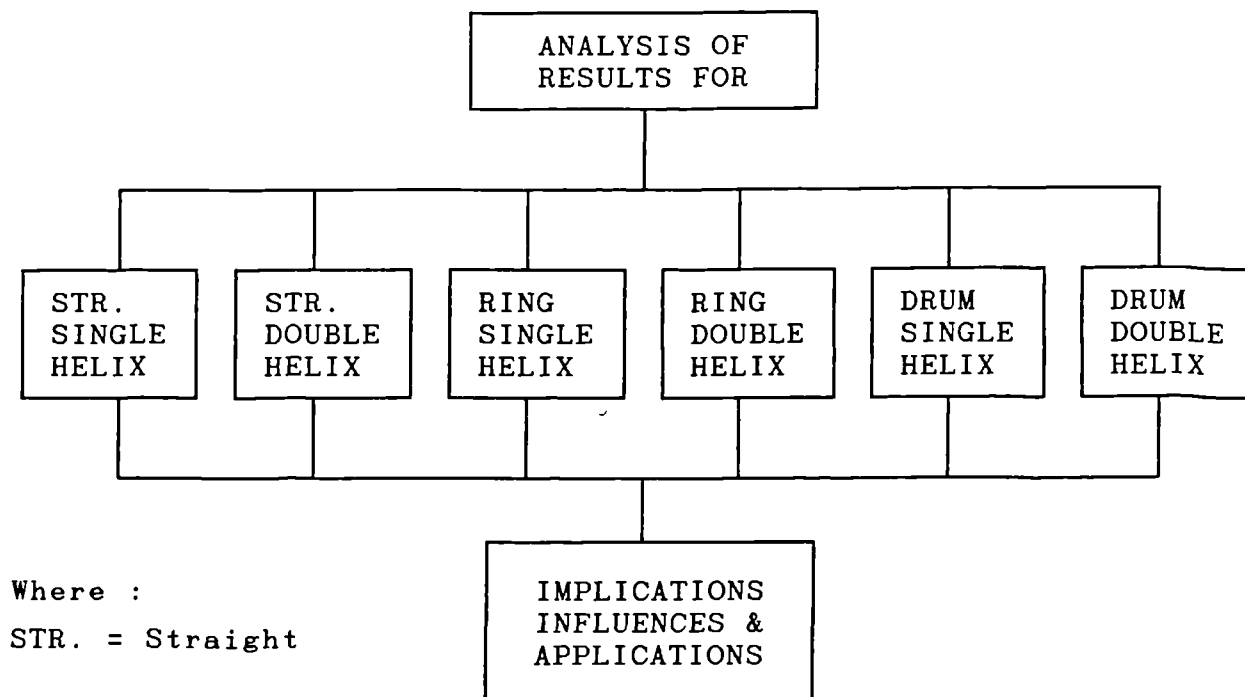 ANALYSIS OF
RESULTS FOR
STR.
SINGLE
HELIX
STR.
DOUBLE
HELIX
RING
SINGLE
HELIX
RING
DOUBLE
HELIX
DRUM
SINGLE
HELIX
DRUM
DOUBLE
HELIX
IMPLICATIONS
INFLUENCES &
APPLICATIONS
Where :
STR. = Straight